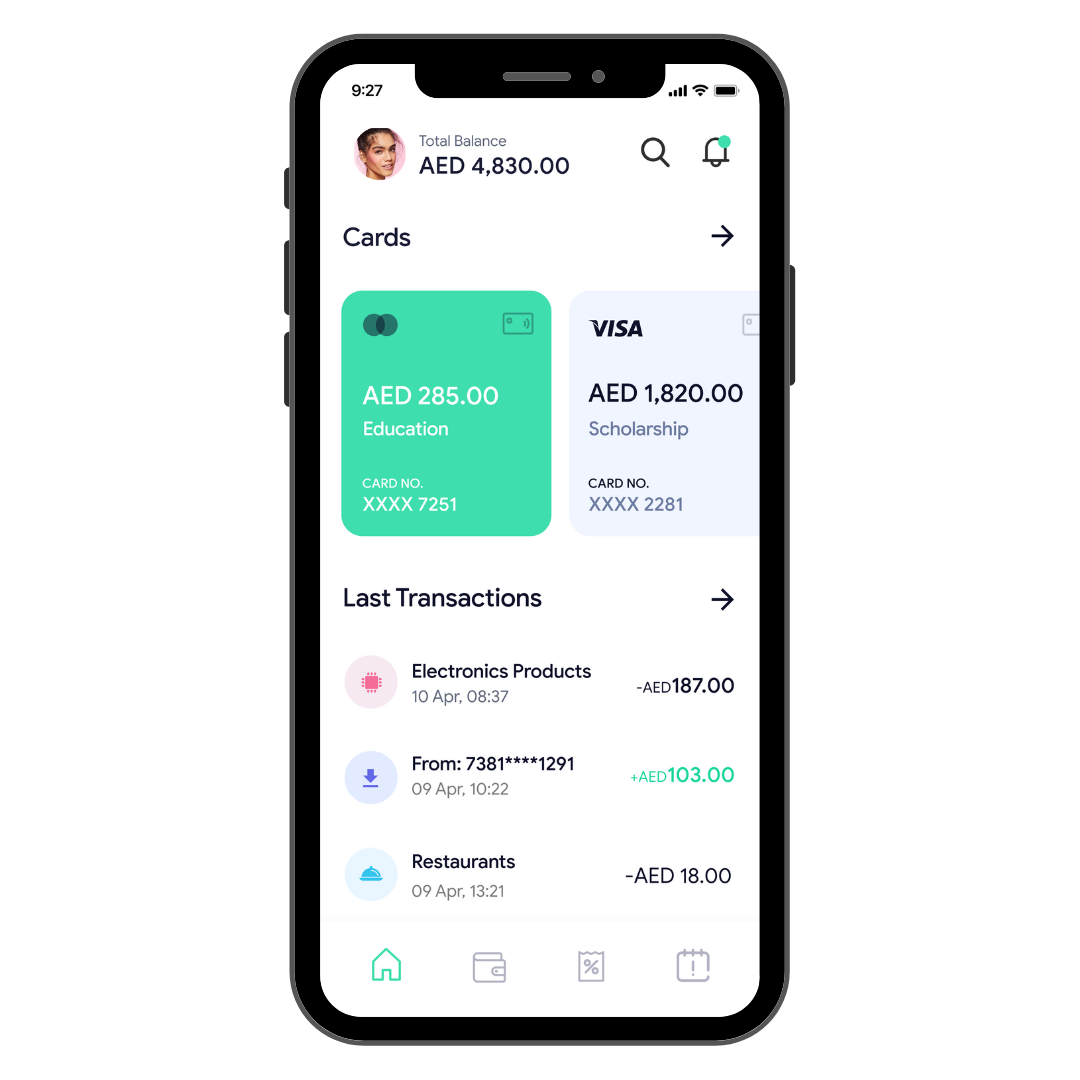 9:27
Total Balance
AED 4,830.00
Cards
VISA
AED 285.00
Education
CARD NO.
XXXX 7251
AED 1,820.00
Scholarship
CARD NO.
XXXX 2281
Last Transactions
Electronics Products
10 Apr, 08:37
-AED187.00
From: 7381****1291
09 Apr, 10:22
+AED103.00
Restaurants
09 Apr, 13:21
-AED 18.00
%
!